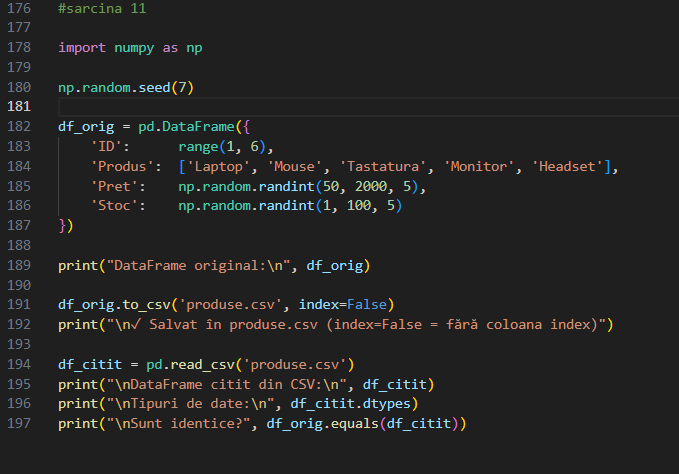 176 #sarcina 11
177
178 import numpy as np
179
180 np.random.seed(7)
181
182 df_orig = pd.DataFrame({
183     'ID':      range(1, 6),
184     'Produs':  ['Laptop', 'Mouse', 'Tastatura', 'Monitor', 'Headset'],
185     'Pret':    np.random.randint(50, 2000, 5),
186     'Stoc':    np.random.randint(1, 100, 5)
187 })
188
189 print("DataFrame original:\n", df_orig)
190
191 df_orig.to_csv('produse.csv', index=False)
192 print("\n✓ Salvat în produse.csv (index=False = fără coloana index)")
193
194 df_citit = pd.read_csv('produse.csv')
195 print("\nDataFrame citit din CSV:\n", df_citit)
196 print("\nTipuri de date:\n", df_citit.dtypes)
197 print("\nSunt identice?", df_orig.equals(df_citit))